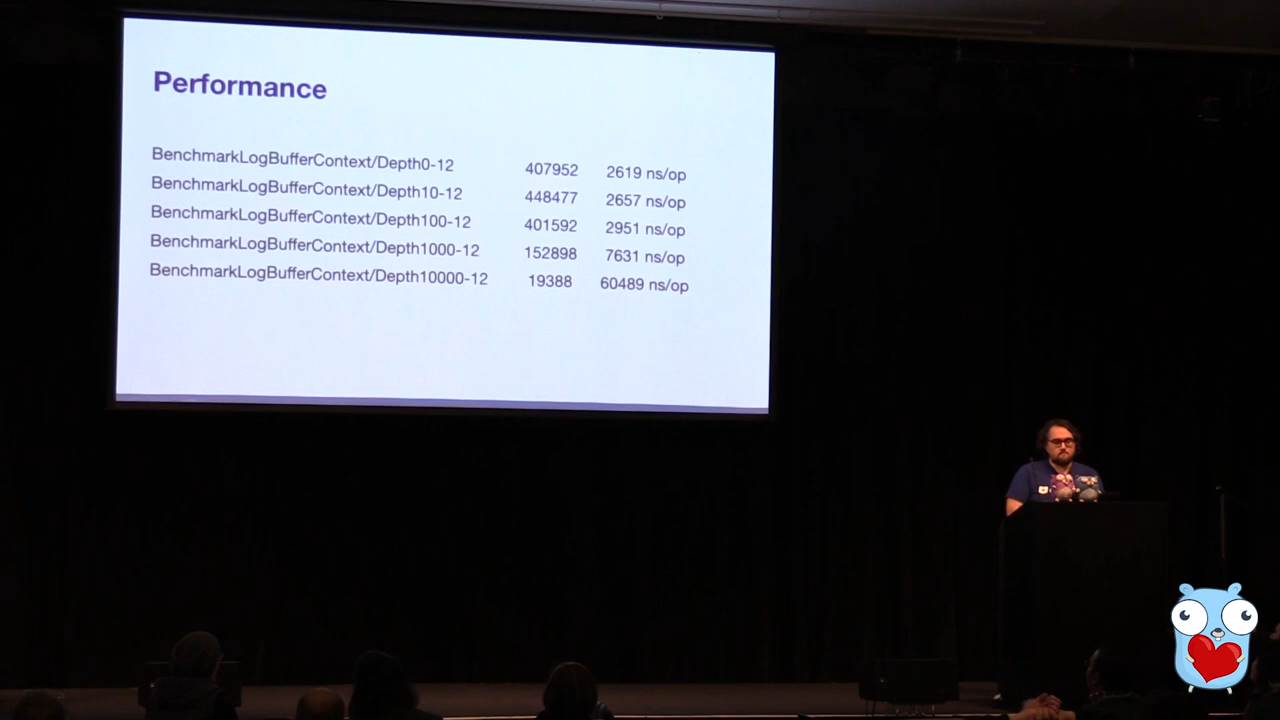 Performance
BenchmarkLogBufferContext/Depth0-12 407952 2619 ns/op
BenchmarkLogBufferContext/Depth10-12 448477 2657 ns/op
BenchmarkLogBufferContext/Depth100-12 401592 2951 ns/op
BenchmarkLogBufferContext/Depth1000-12 152898 7631 ns/op
BenchmarkLogBufferContext/Depth10000-12 19388 60489 ns/op